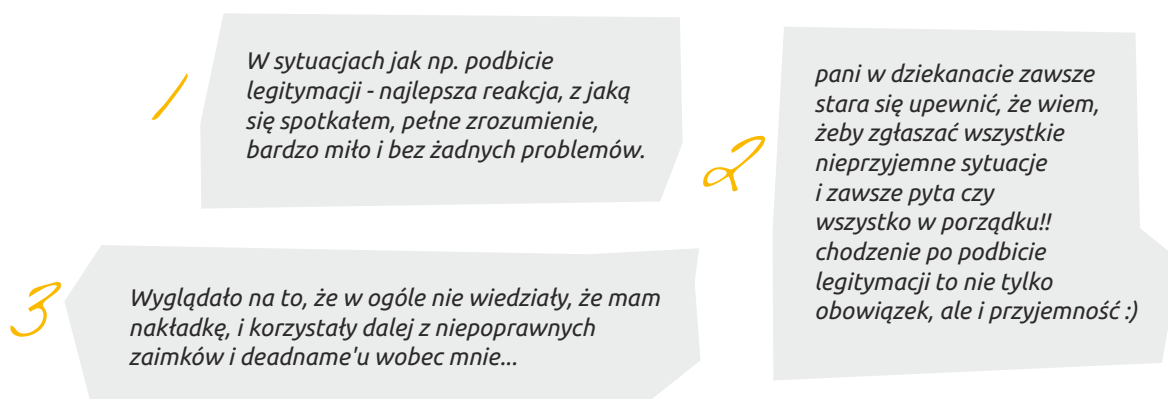 1
W sytuacjach jak np. podbicie
legitymacji - najlepsza reakcja, z jaką
się spotkałem, pełne zrozumienie,
bardzo miło i bez żadnych problemów.
2
pani w dziekanacie zawsze
stara się upewnić, że wiem,
żeby zgłaszać wszystkie
nieprzyjemne sytuacje
i zawsze pyta czy
wszystko w porządku!!
chodzenie po podbicie
legitymacji to nie tylko
obowiązek, ale i przyjemność :)
3
Wyglądało na to, że w ogóle nie wiedziały, że mam
nakładkę, i korzystały dalej z niepoprawnych
zaimków i deadname'u wobec mnie...